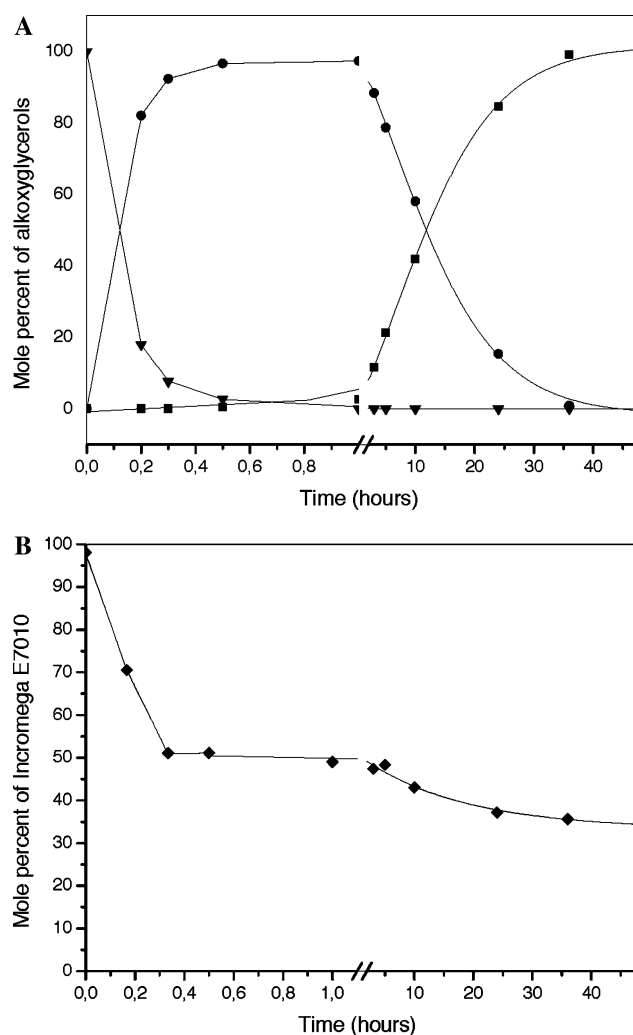 A
Mole percent of alkoxyglycerols
100
80
60
40
20
0
0,0 0,2 0,4 0,6 0,8 10 20 30 40
Time (hours)
B
Mole percent of Incromega E7010
100
90
80
70
60
50
40
30
20
10
0
0,0 0,2 0,4 0,6 0,8 1,0 10 20 30 40
Time (hours)